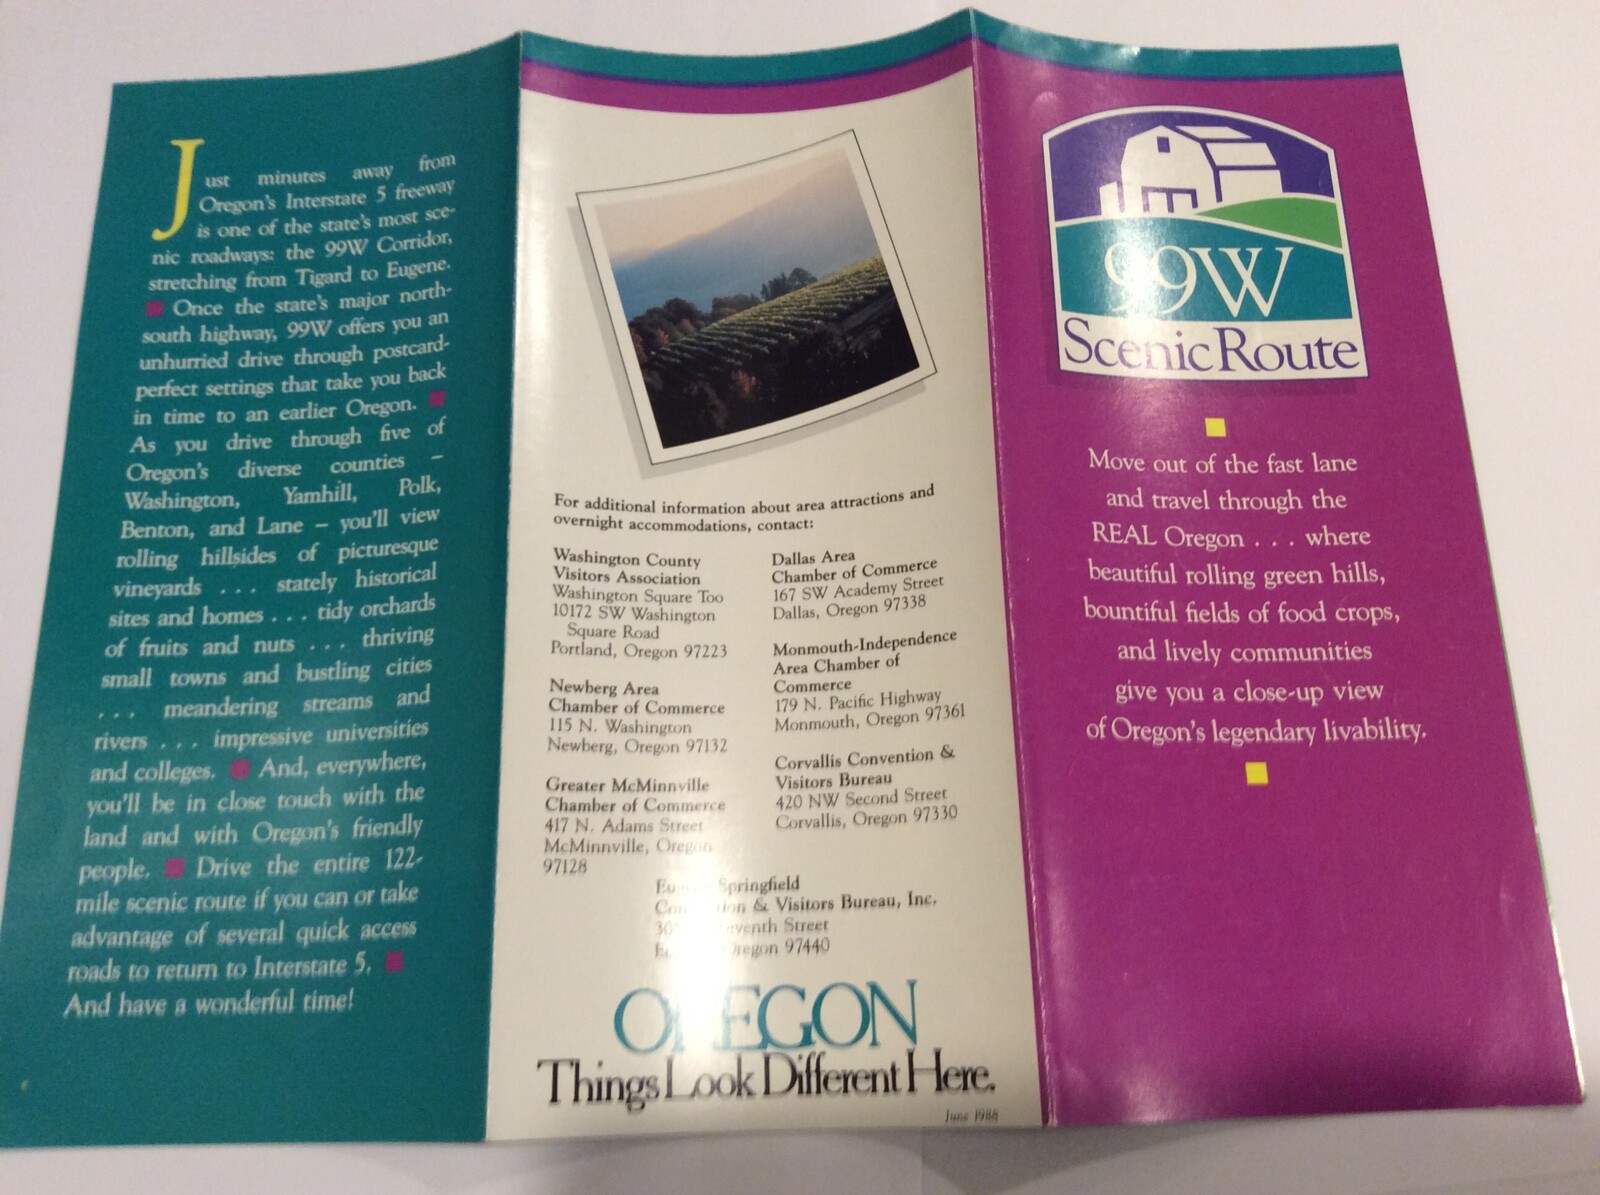 Just minutes away from
Oregon's Interstate 5 freeway
is one of the state's most sce-
nic roadways: the 99W Corridor,
stretching from Tigard to Eugene.
Once the state's major north-
south highway, 99W offers you an
unhurried drive through postcard-
perfect settings that take you back
in time to an earlier Oregon.
As you drive through five of
Oregon's diverse counties –
Washington, Yamhill, Polk,
Benton, and Lane – you'll view
rolling hillsides of picturesque
vineyards . . . stately historical
sites and homes . . . tidy orchards
of fruits and nuts . . . thriving
small towns and bustling cities
. . . meandering streams and
rivers . . . impressive universities
and colleges. And, everywhere,
you'll be in close touch with the
land and with Oregon's friendly
people. Drive the entire 122-
mile scenic route if you can or take
advantage of several quick access
roads to return to Interstate 5.
And have a wonderful time!
For additional information about area attractions and
overnight accommodations, contact:
Washington County
Visitors Association
Washington Square Too
10172 SW Washington
Square Road
Portland, Oregon 97223
Newberg Area
Chamber of Commerce
115 N. Washington
Newberg, Oregon 97132
Greater McMinnville
Chamber of Commerce
417 N. Adams Street
McMinnville, Oregon
97128
Dallas Area
Chamber of Commerce
167 SW Academy Street
Dallas, Oregon 97338
Monmouth-Independence
Area Chamber of
Commerce
179 N. Pacific Highway
Monmouth, Oregon 97361
Corvallis Convention &
Visitors Bureau
420 NW Second Street
Corvallis, Oregon 97330
Springfield
& Visitors Bureau, Inc.
Street
Oregon 97440
OREGON
Things Look Different Here.
June 1988
99W
Scenic Route
Move out of the fast lane
and travel through the
REAL Oregon . . . where
beautiful rolling green hills,
bountiful fields of food crops,
and lively communities
give you a close-up view
of Oregon's legendary livability.